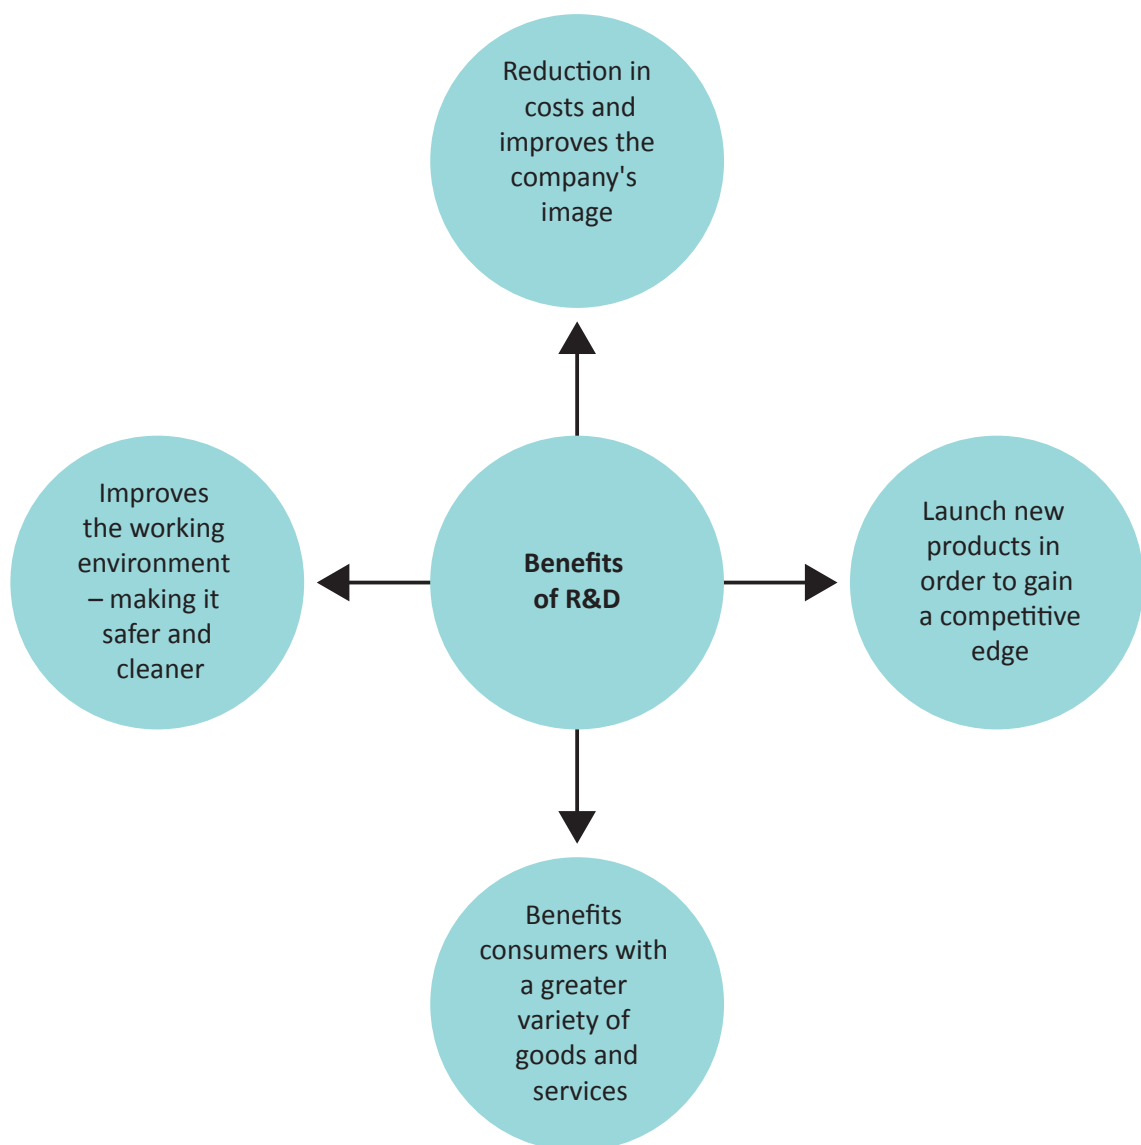 Reduction in
costs and
improves the
company's
image
Improves
the working
environment
– making it
safer and
cleaner
Benefits
of R&D
Launch new
products in
order to gain
a competitive
edge
Benefits
consumers with
a greater
variety of
goods and
services